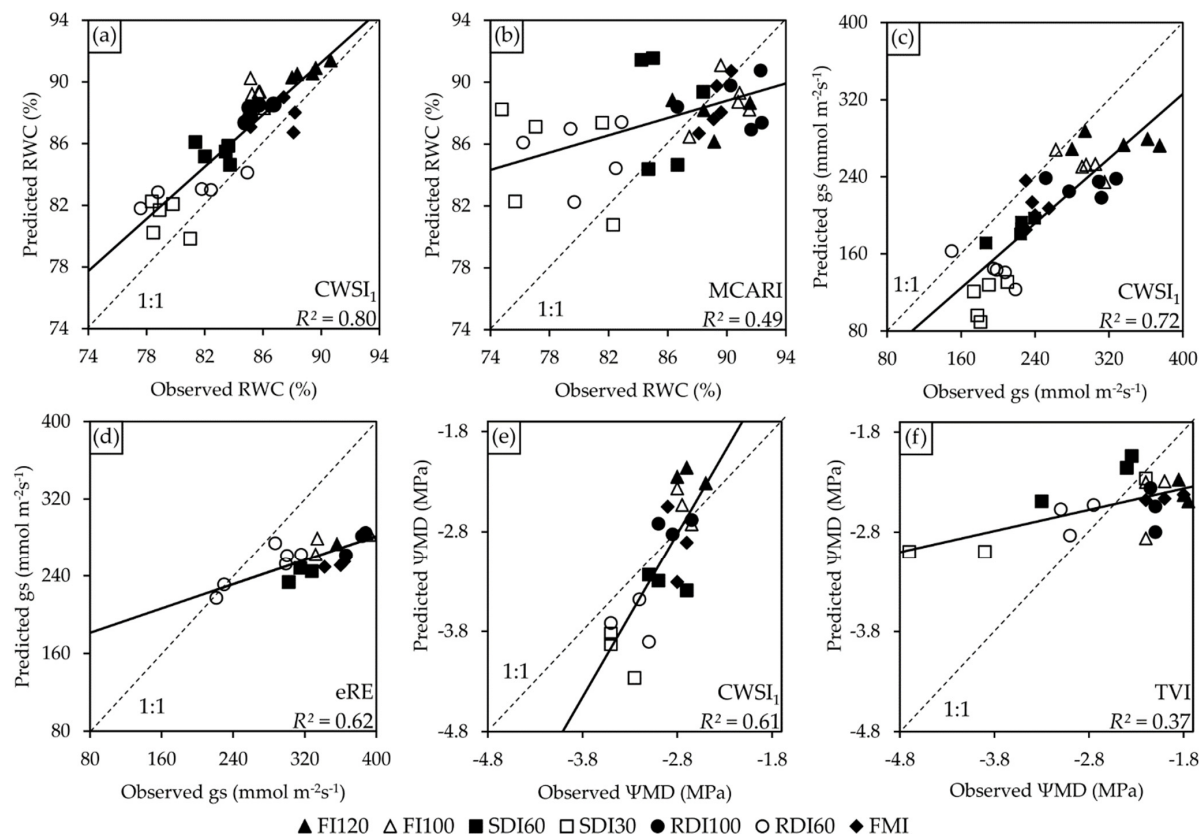 (a)
Predicted RWC (%)
94
90
86
82
78
74
1:1
CWSI₁
R² = 0.80
74 78 82 86 90 94
Observed RWC (%)
(b)
Predicted RWC (%)
94
90
86
82
78
74
1:1
MCARI
R² = 0.49
74 78 82 86 90 94
Observed RWC (%)
(c)
Predicted gs (mmol m⁻²s⁻¹)
400
320
240
160
80
1:1
CWSI₁
R² = 0.72
80 160 240 320 400
Observed gs (mmol m⁻²s⁻¹)
(d)
Predicted gs (mmol m⁻²s⁻¹)
400
320
240
160
80
1:1
eRE
R² = 0.62
80 160 240 320 400
Observed gs (mmol m⁻²s⁻¹)
(e)
Predicted ΨMD (MPa)
-1.8
-2.8
-3.8
-4.8
1:1
CWSI₁
R² = 0.61
-4.8 -3.8 -2.8 -1.8
Observed ΨMD (MPa)
(f)
Predicted ΨMD (MPa)
-1.8
-2.8
-3.8
-4.8
1:1
TVI
R² = 0.37
-4.8 -3.8 -2.8 -1.8
Observed ΨMD (MPa)
▲ FI120 △ FI100 ■ SDI60 □ SDI30 ● RDI100 ○ RDI60 ◆ FMI